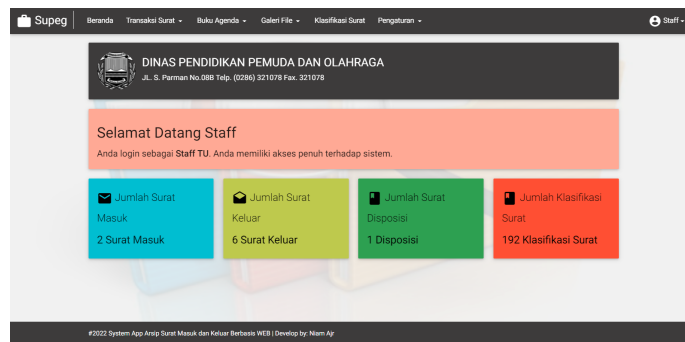 Supeg Beranda Transaksi Surat Buku Agenda Galeri File Klasifikasi Surat Pengaturan Staff
DINAS PENDIDIKAN PEMUDA DAN OLAHRAGA
JL. S. Parman No.08B Telp. (0286) 321078 Fax. 321078
Selamat Datang Staff
Anda login sebagai Staff TU. Anda memiliki akses penuh terhadap sistem.
Jumlah Surat
Masuk
2 Surat Masuk
Jumlah Surat
Keluar
6 Surat Keluar
Jumlah Surat
Disposisi
1 Disposisi
Jumlah Klasifikasi
Surat
192 Klasifikasi Surat
#2022 System App Arsip Surat Masuk dan Keluar Berbasis WEB | Develop by: Niam Ajr